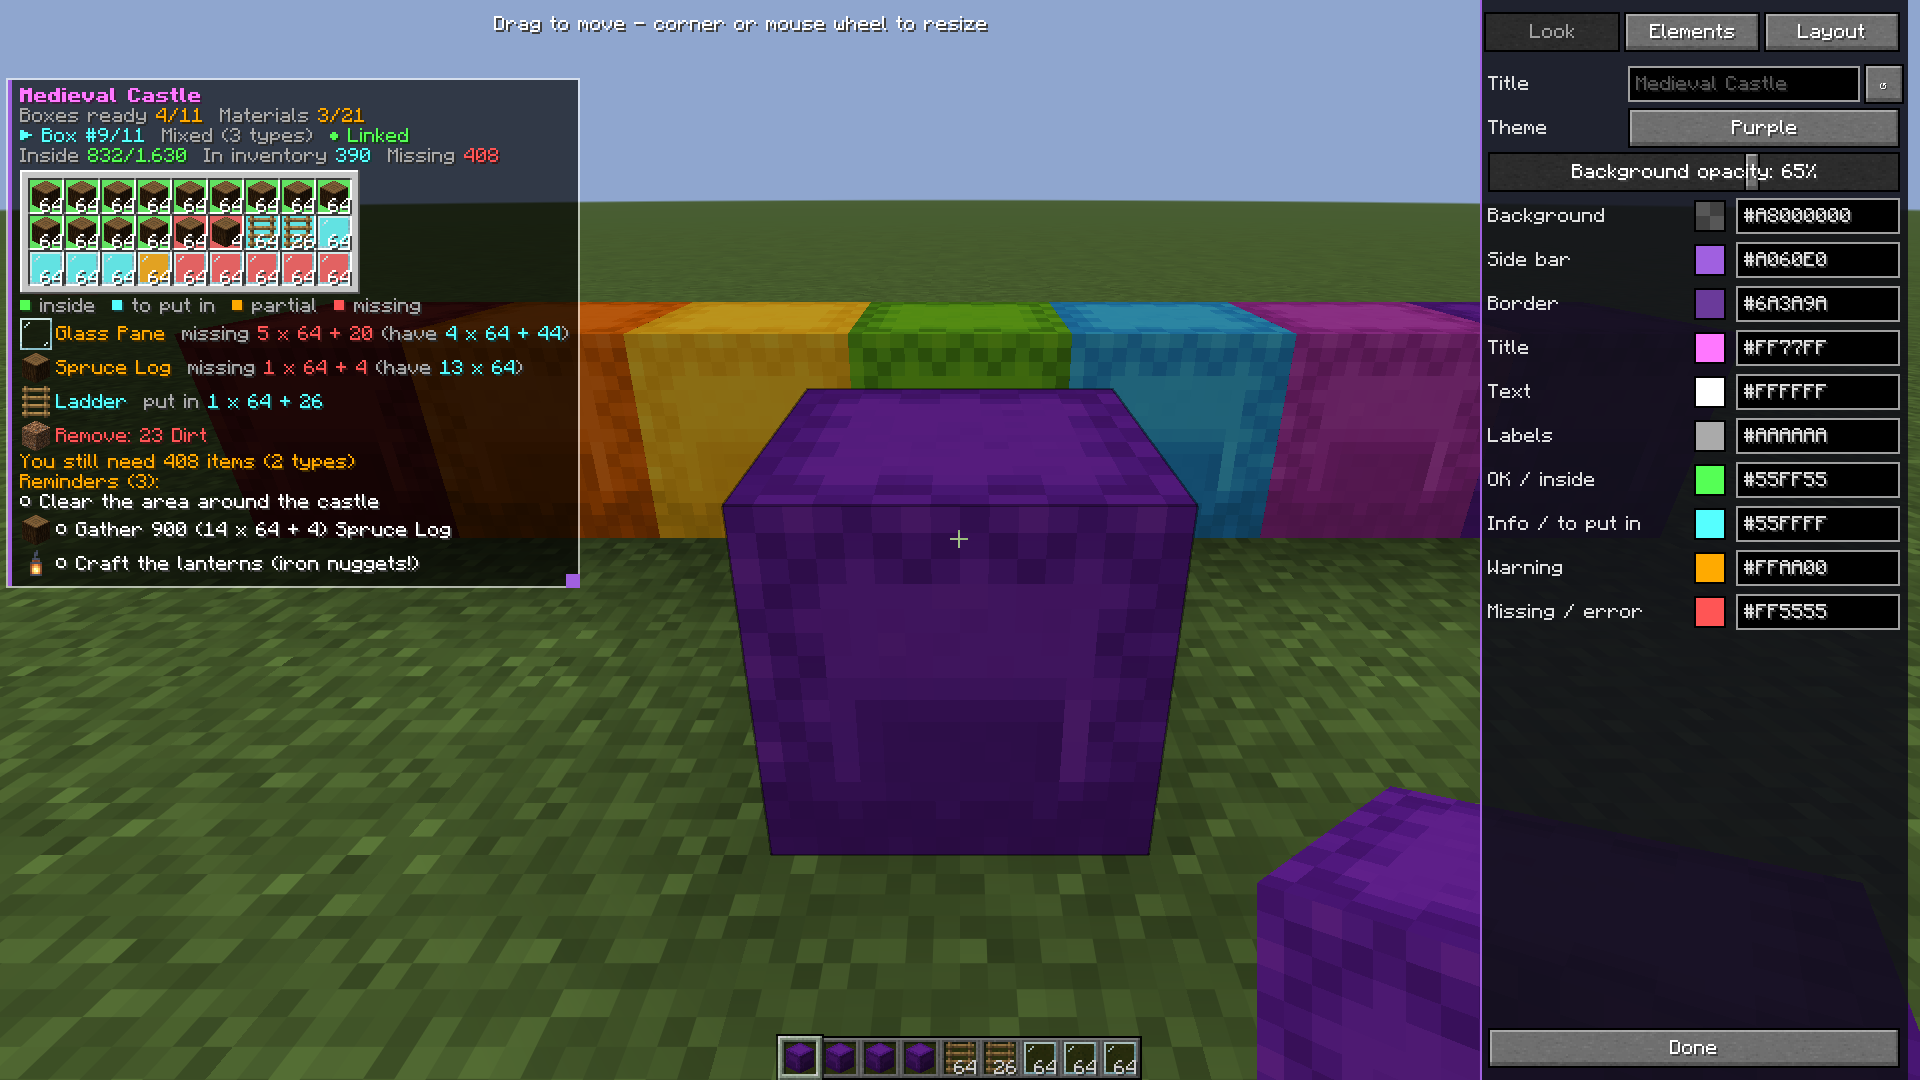 Drag to move - corner or mouse wheel to resize
Medieval Castle
Boxes ready 4/11 Materials 3/21
► Box #9/11 Mixed (3 types) ● Linked
Inside 832/1.630 In inventory 390 Missing 408
64 64 64 64 64 64 64 64 64
64 64 64 64 64 4 64 26 64
64 64 64 64 64 64 64 64 64
inside to put in partial missing
Glass Pane missing 5 x 64 + 20 (have 4 x 64 + 44)
Spruce Log missing 1 x 64 + 4 (have 13 x 64)
Ladder put in 1 x 64 + 26
Remove: 23 Dirt
You still need 408 items (2 types)
Reminders (3):
o Clear the area around the castle
o Gather 900 (14 x 64 + 4) Spruce Log
o Craft the lanterns (iron nuggets!)
64 26 64 64 64
Look Elements Layout
Title Medieval Castle
Theme Purple
Background opacity: 65%
Background #A8000000
Side bar #A060E0
Border #6A3A9A
Title #FF77FF
Text #FFFFFF
Labels #AAAAAA
OK / inside #55FF55
Info / to put in #55FFFF
Warning #FFAA00
Missing / error #FF5555
Done